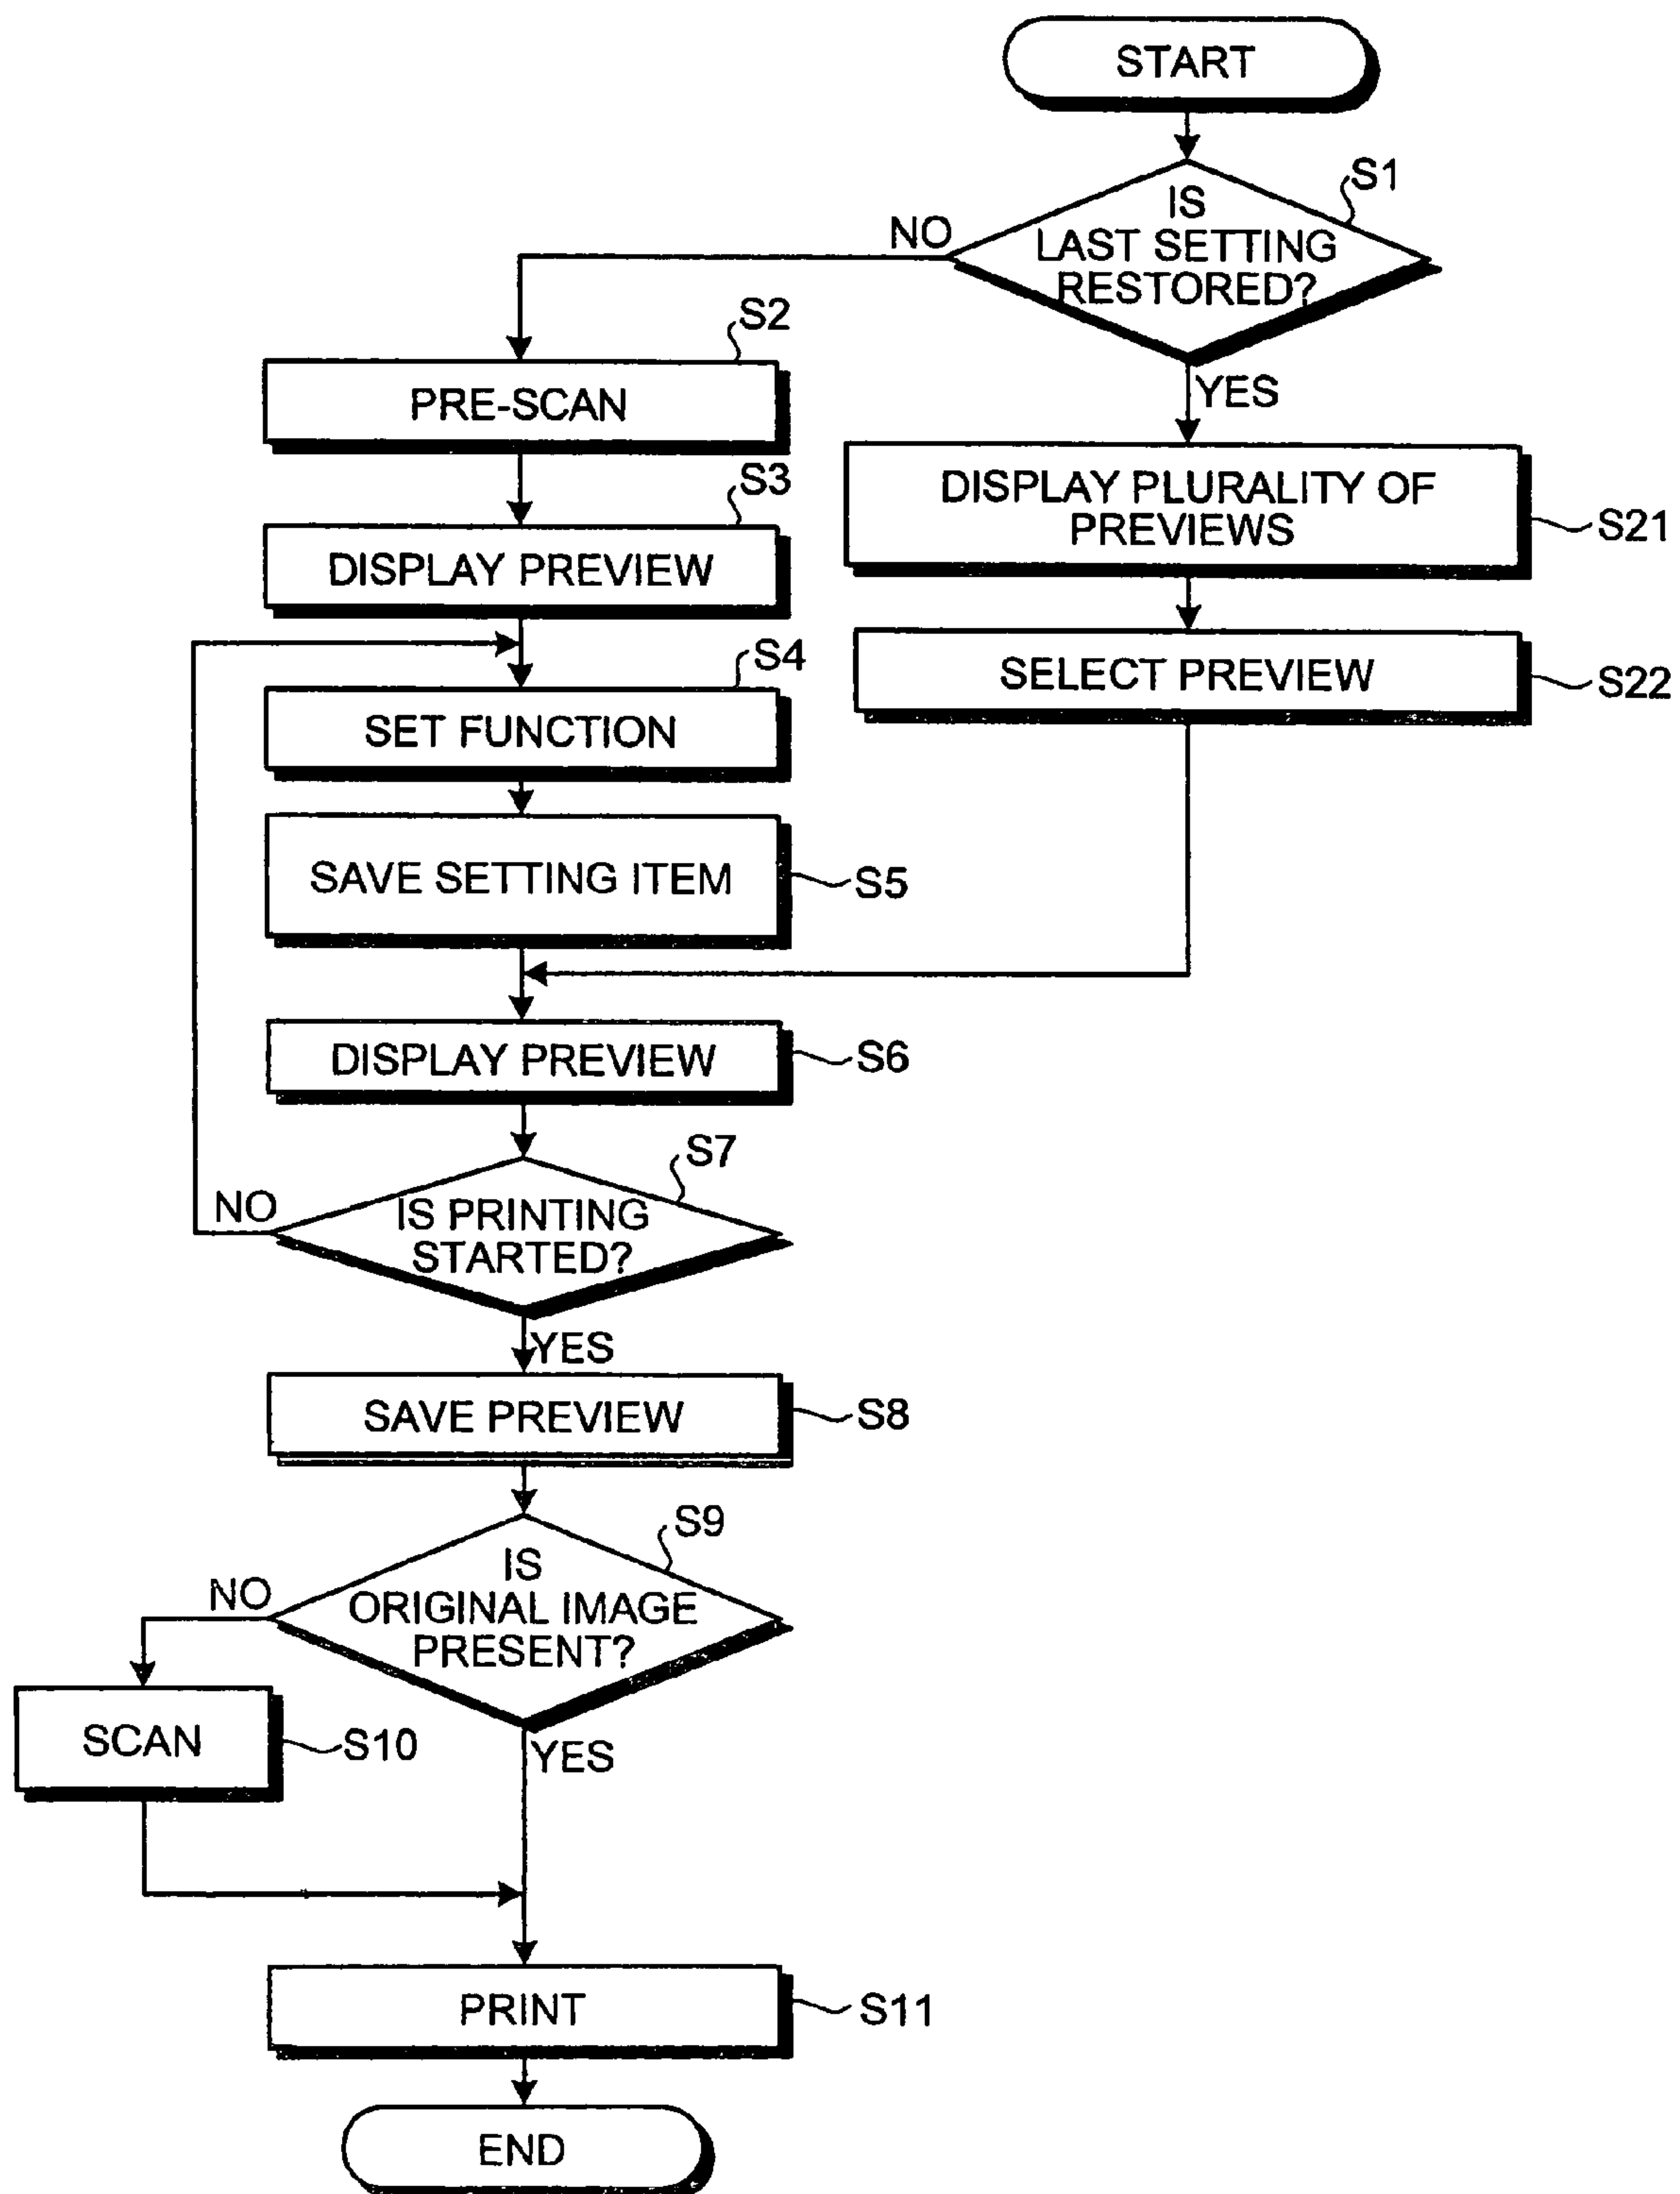 START
S1
IS
LAST SETTING
RESTORED?
NO
YES
S2
PRE-SCAN
S3
DISPLAY PREVIEW
DISPLAY PLURALITY OF
PREVIEWS
S21
SELECT PREVIEW
S22
S4
SET FUNCTION
SAVE SETTING ITEM
S5
DISPLAY PREVIEW
S6
S7
IS PRINTING
STARTED?
NO
YES
SAVE PREVIEW
S8
S9
IS
ORIGINAL IMAGE
PRESENT?
NO
YES
SCAN
S10
PRINT
S11
END